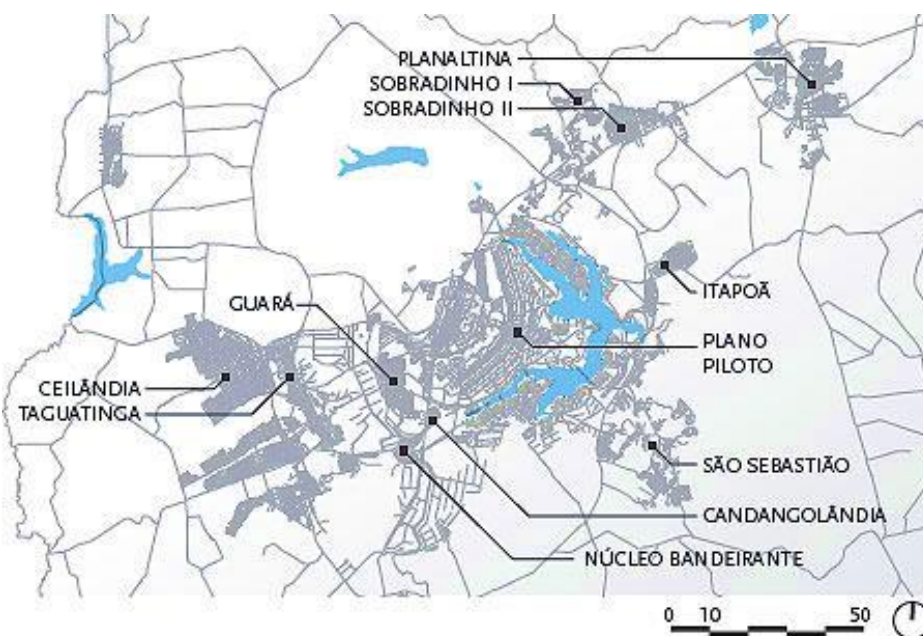 PLANALTINA
SOBRADINHO I
SOBRADINHO II
ITAPOÃ
GUARÁ
PLANO
PILOTO
CEILÂNDIA
TAGUATINGA
SÃO SEBASTIÃO
CANDANGOLÂNDIA
NÚCLEO BANDEIRANTE
0 10 50